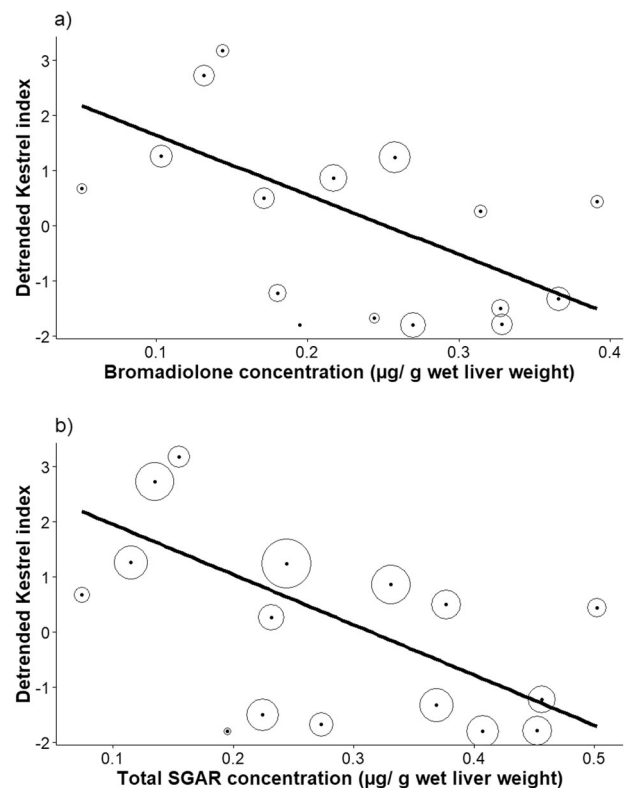 a)
Detrended Kestrel index
3
2
1
0
-1
-2
0.1 0.2 0.3 0.4
Bromadiolone concentration (µg/ g wet liver weight)
b)
Detrended Kestrel index
3
2
1
0
-1
-2
0.1 0.2 0.3 0.4 0.5
Total SGAR concentration (µg/ g wet liver weight)